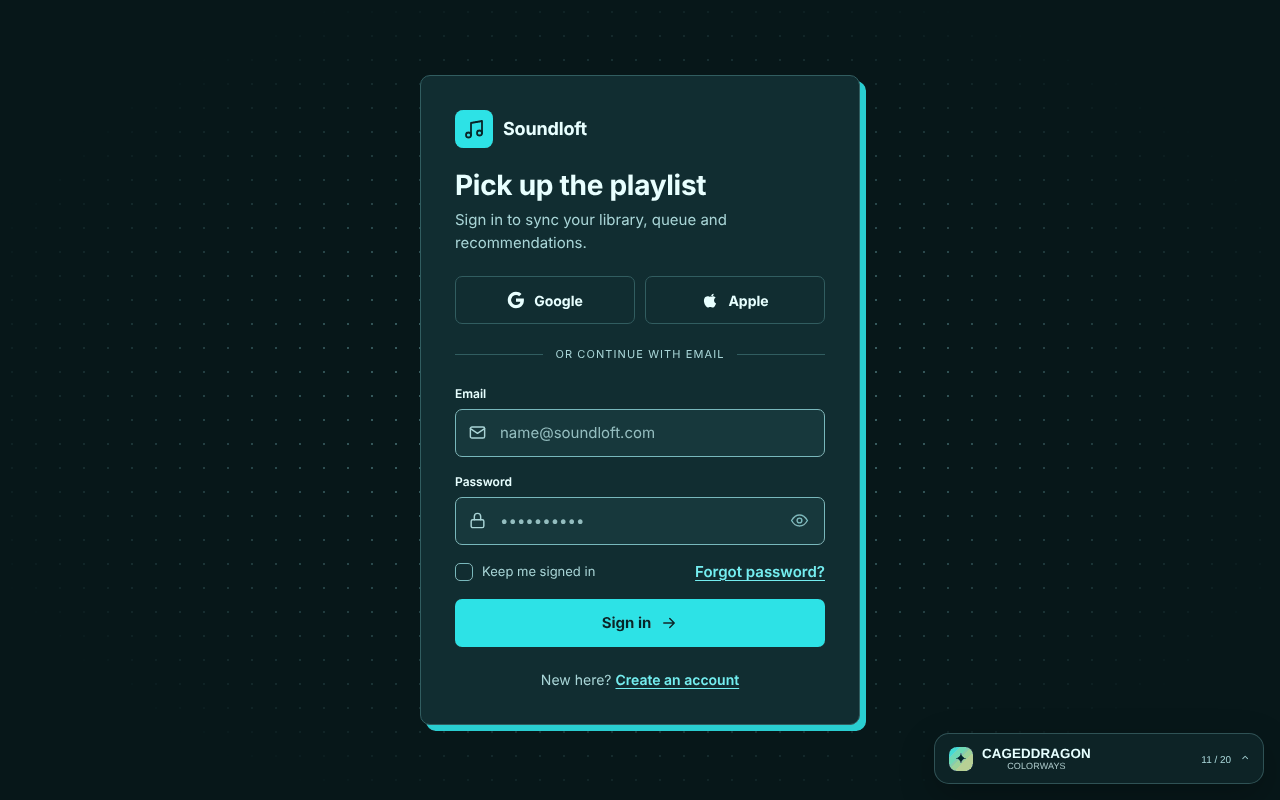 Soundloft
Pick up the playlist
Sign in to sync your library, queue and
recommendations.
Google
Apple
OR CONTINUE WITH EMAIL
Email
name@soundloft.com
Password
••••••••••
Keep me signed in
Forgot password?
Sign in →
New here? Create an account
CAGEDDRAGON
COLORWAYS
11 / 20